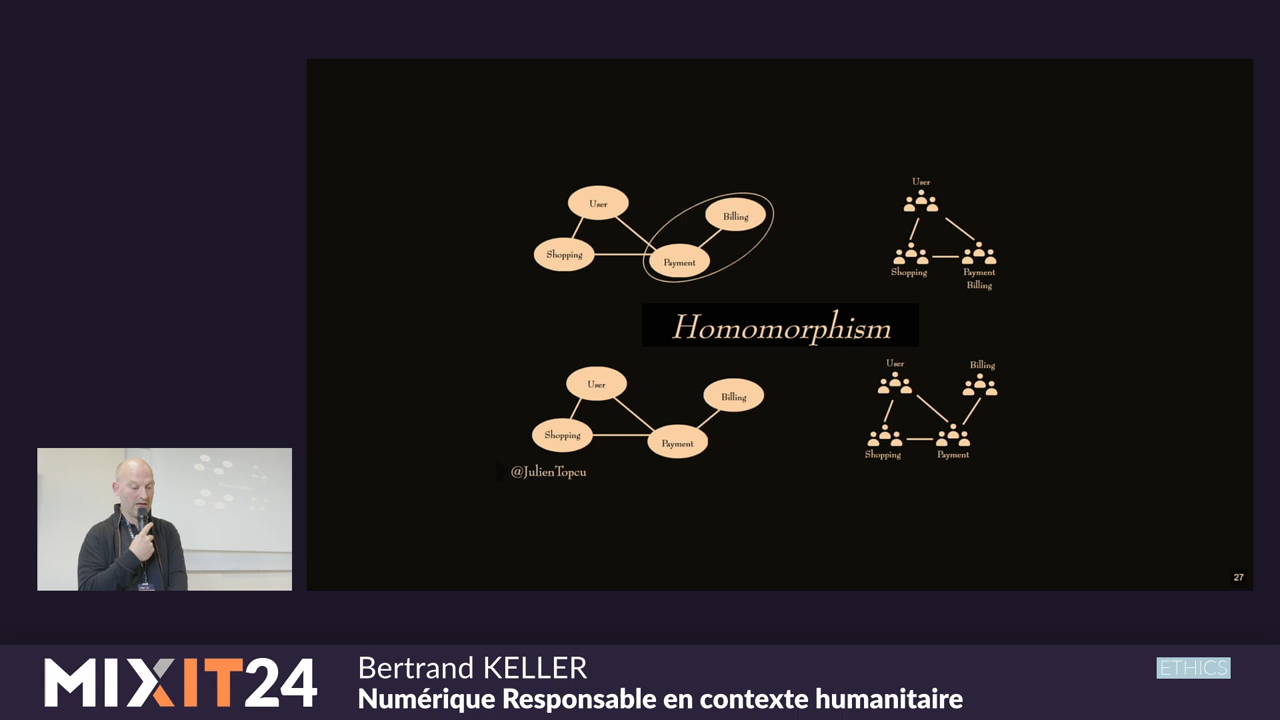 User
Billing
Shopping
Payment
User
Shopping
Payment
Billing
Homomorphism
User
Billing
Shopping
Payment
@JulienTopcu
User
Billing
Shopping
Payment
27
MIXIT24
Bertrand KELLER
Numérique Responsable en contexte humanitaire
ETHICS